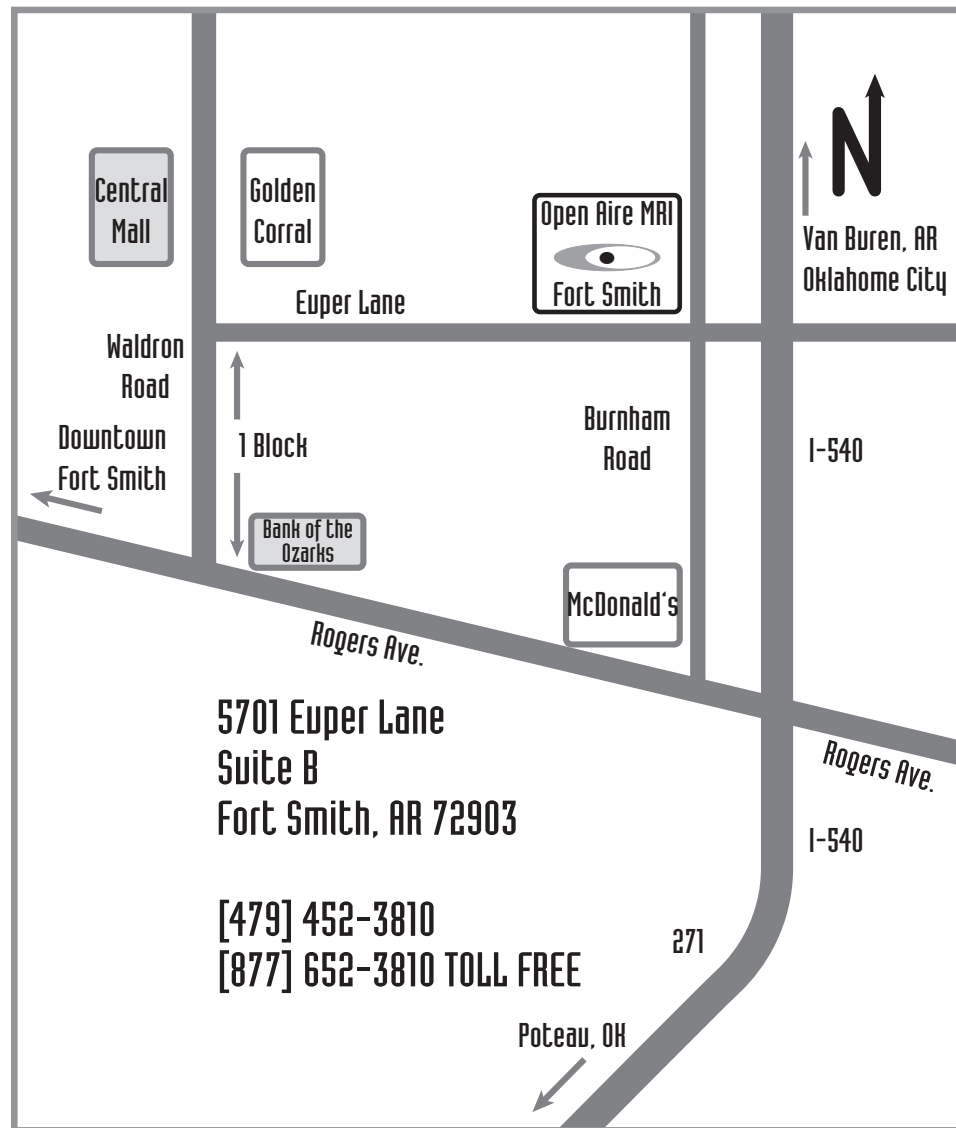 N
Central
Mall
Golden
Corral
Open Aire MRI
Fort Smith
Van Buren, AR
Oklahome City
Euper Lane
Waldron
Road
Downtown
Fort Smith
1 Block
Burnham
Road
I-540
Bank of the
Ozarks
McDonald's
Rogers Ave.
Rogers Ave.
5701 Euper Lane
Suite B
Fort Smith, AR 72903
I-540
[479] 452-3810
[877] 652-3810 TOLL FREE
271
Poteau, OK